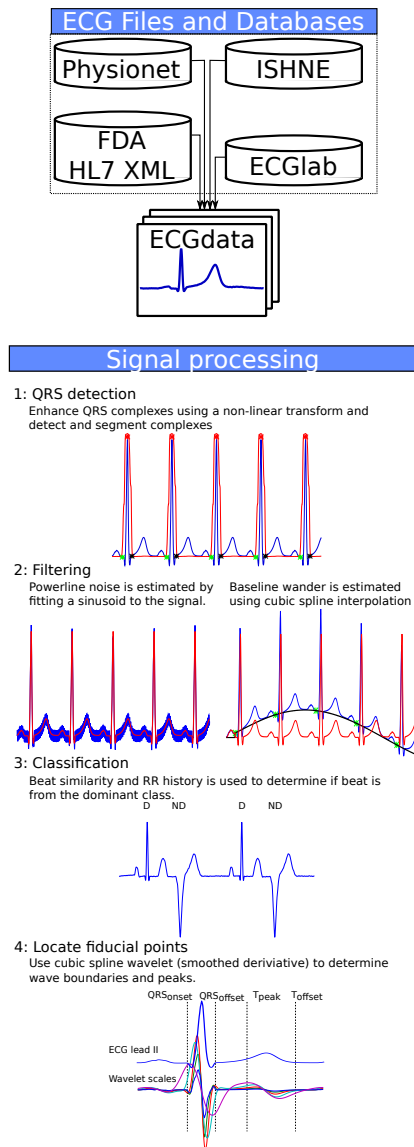 ECG Files and Databases
Physionet
ISHNE
FDA
HL7 XML
ECGlab
ECGdata
Signal processing
1: QRS detection
Enhance QRS complexes using a non-linear transform and
detect and segment complexes
2: Filtering
Powerline noise is estimated by
fitting a sinusoid to the signal.
Baseline wander is estimated
using cubic spline interpolation
3: Classification
Beat similarity and RR history is used to determine if beat is
from the dominant class.
D ND D ND
4: Locate fiducial points
Use cubic spline wavelet (smoothed deriviative) to determine
wave boundaries and peaks.
QRSonset QRSoffset Tpeak Toffset
ECG lead II
Wavelet scales